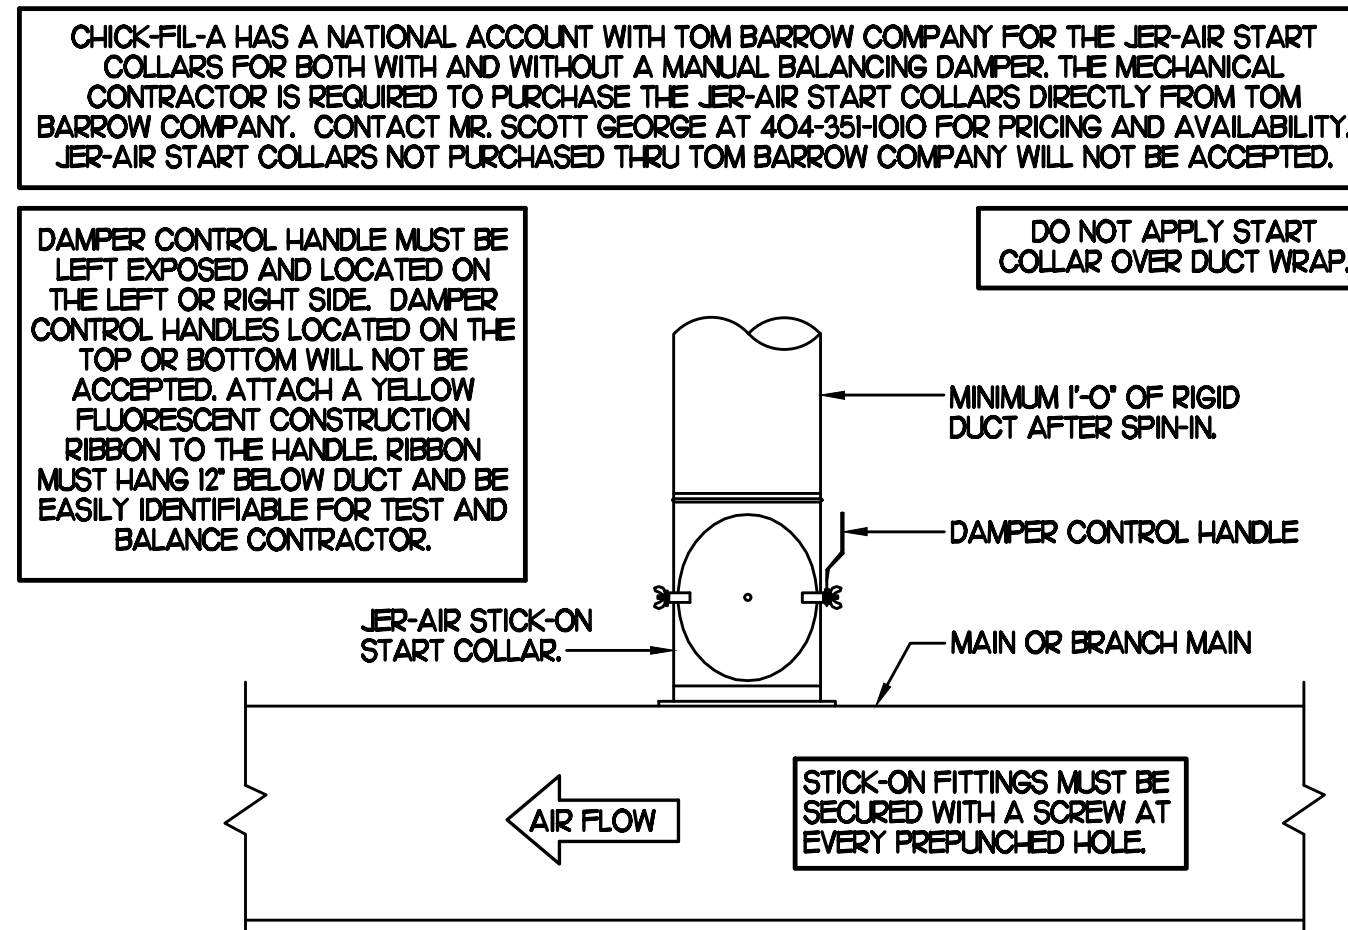 CHICK-FIL-A HAS A NATIONAL ACCOUNT WITH TOM BARROW COMPANY FOR THE JER-AIR START
COLLARS FOR BOTH WITH AND WITHOUT A MANUAL BALANCING DAMPER. THE MECHANICAL
CONTRACTOR IS REQUIRED TO PURCHASE THE JER-AIR START COLLARS DIRECTLY FROM TOM
BARROW COMPANY. CONTACT MR. SCOTT GEORGE AT 404-351-1010 FOR PRICING AND AVAILABILITY.
JER-AIR START COLLARS NOT PURCHASED THRU TOM BARROW COMPANY WILL NOT BE ACCEPTED.
DAMPER CONTROL HANDLE MUST BE
LEFT EXPOSED AND LOCATED ON
THE LEFT OR RIGHT SIDE. DAMPER
CONTROL HANDLES LOCATED ON THE
TOP OR BOTTOM WILL NOT BE
ACCEPTED. ATTACH A YELLOW
FLUORESCENT CONSTRUCTION
RIBBON TO THE HANDLE. RIBBON
MUST HANG 12" BELOW DUCT AND BE
EASILY IDENTIFIABLE FOR TEST AND
BALANCE CONTRACTOR.
DO NOT APPLY START
COLLAR OVER DUCT WRAP.
MINIMUM 1'-0" OF RIGID
DUCT AFTER SPIN-IN.
DAMPER CONTROL HANDLE
JER-AIR STICK-ON
START COLLAR.
MAIN OR BRANCH MAIN
AIR FLOW
STICK-ON FITTINGS MUST BE
SECURED WITH A SCREW AT
EVERY PREPUNCHED HOLE.